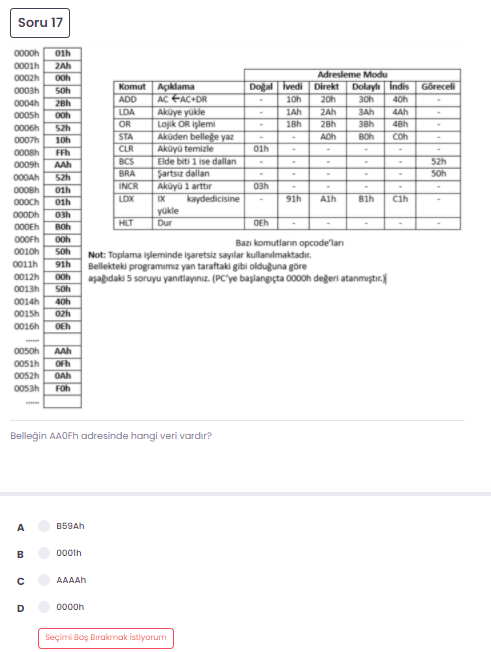 Soru 17
0000h 01h
0001h 2Ah
0002h 00h
0003h 50h
0004h 2Bh
0005h 00h
0006h 52h
0007h 10h
0008h FFh
0009h AAh
000Ah 52h
000Bh 01h
000Ch 01h
000Dh 03h
000Eh B0h
000Fh 00h
0010h 50h
0011h 91h
0012h 00h
0013h 50h
0014h 40h
0015h 02h
0016h 0Eh
......
0050h AAh
0051h 0Fh
0052h 0Ah
0053h F0h
......
Adresleme Modu
Komut Açıklama Doğal İvedi Direkt Dolaylı İndis Göreceli
ADD AC ←AC+DR - 10h 20h 30h 40h -
LDA Aküye yükle - 1Ah 2Ah 3Ah 4Ah -
OR Lojik OR işlemi - 1Bh 2Bh 3Bh 4Bh -
STA Aküden belleğe yaz - - A0h B0h C0h -
CLR Aküyü temizle 01h - - - - -
BCS Elde biti 1 ise dallan - - - - - 52h
BRA Şartsız dallan - - - - - 50h
INCR Aküyü 1 arttır 03h - - - - -
LDX IX kaydedicisine - 91h A1h B1h C1h -
yükle
HLT Dur 0Eh - - - - -
Bazı komutların opcode'ları
Not: Toplama işleminde işaretsiz sayılar kullanılmaktadır.
Bellekteki programımız yan taraftaki gibi olduğuna göre
aşağıdaki 5 soruyu yanıtlayınız. (PC'ye başlangıçta 0000h değeri atanmıştır.)
Belleğin AA0Fh adresinde hangi veri vardır?
A B59Ah
B 0001h
C AAAAh
D 0000h
Seçimi Boş Bırakmak İstiyorum